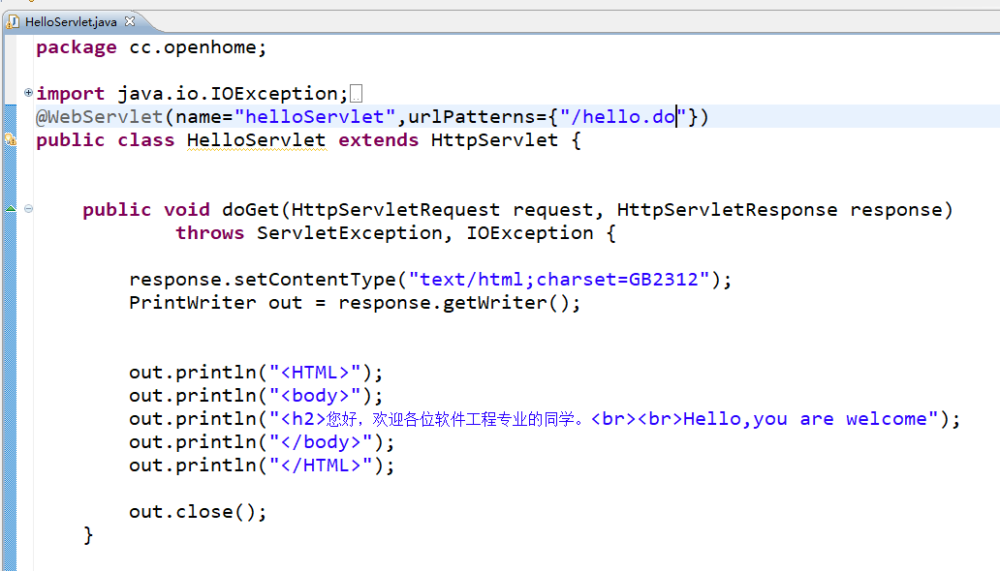 HelloServlet.java
package cc.openhome;
import java.io.IOException;
@WebServlet(name="helloServlet",urlPatterns={"/hello.do"})
public class HelloServlet extends HttpServlet {
public void doGet(HttpServletRequest request, HttpServletResponse response)
throws ServletException, IOException {
response.setContentType("text/html;charset=GB2312");
PrintWriter out = response.getWriter();
out.println("<HTML>");
out.println("<body>");
out.println("<h2>您好，欢迎各位软件工程专业的同学。<br><br>Hello,you are welcome");
out.println("</body>");
out.println("</HTML>");
out.close();
}